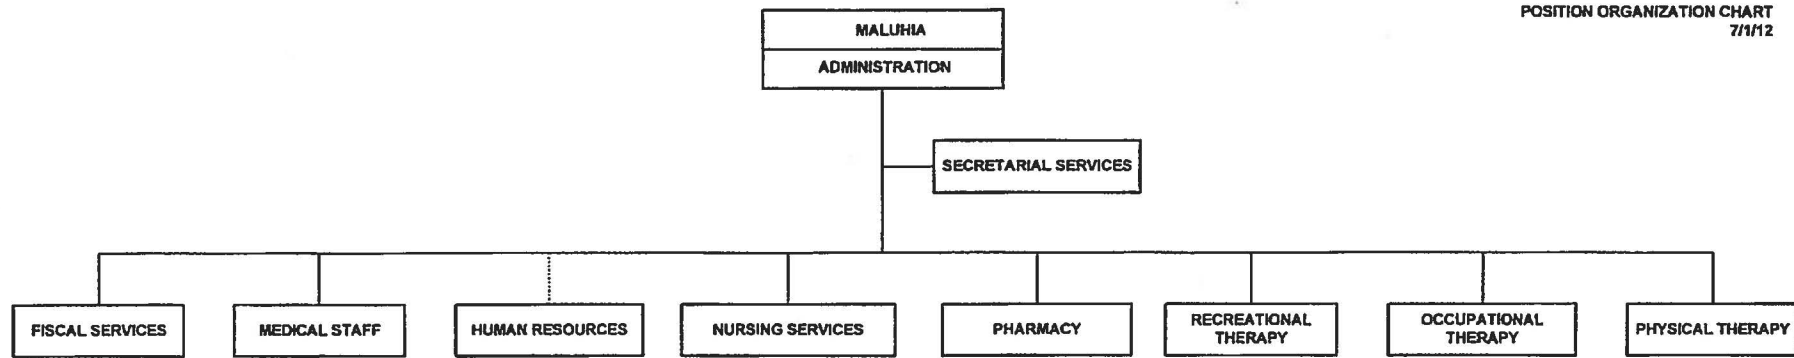 POSITION ORGANIZATION CHART
7/1/12
MALUHIA
ADMINISTRATION
SECRETARIAL SERVICES
FISCAL SERVICES
MEDICAL STAFF
HUMAN RESOURCES
NURSING SERVICES
PHARMACY
RECREATIONAL
THERAPY
OCCUPATIONAL
THERAPY
PHYSICAL THERAPY